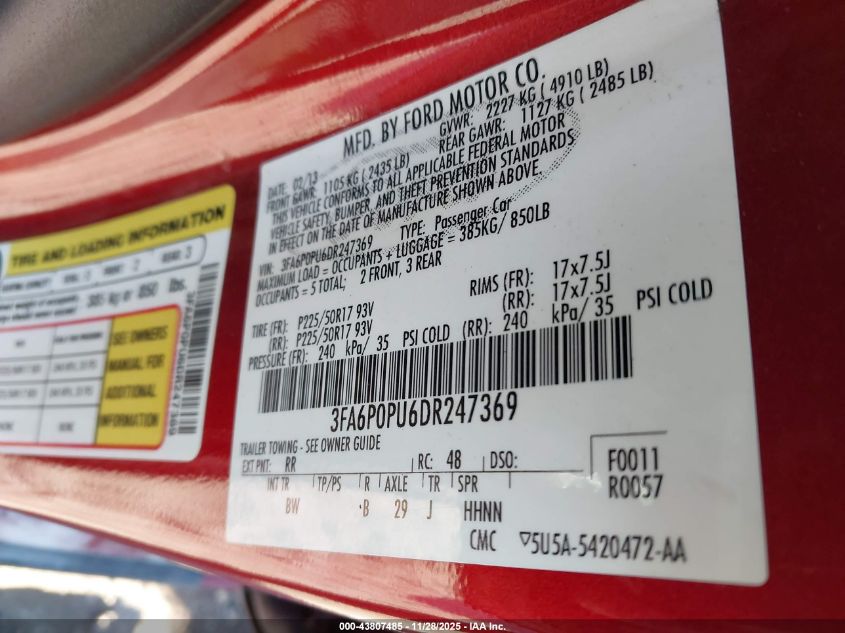 MFD. BY FORD MOTOR CO.
DATE: 02/13 GVWR: 2227 KG ( 4910 LB)
FRONT GAWR: 1105 KG ( 2435 LB) REAR GAWR: 1127 KG ( 2485 LB)
THIS VEHICLE CONFORMS TO ALL APPLICABLE FEDERAL MOTOR
VEHICLE SAFETY, BUMPER, AND THEFT PREVENTION STANDARDS
IN EFFECT ON THE DATE OF MANUFACTURE SHOWN ABOVE.
VIN: 3FA6P0PU6DR247369 TYPE: Passenger Car
MAXIMUM LOAD = OCCUPANTS + LUGGAGE = 385KG/ 850LB
OCCUPANTS = 5 TOTAL; 2 FRONT, 3 REAR
TIRE (FR): P225/50R17 93V RIMS (FR): 17x7.5J
(RR): P225/50R17 93V (RR): 17x7.5J
PRESSURE (FR): 240 kPa/ 35 PSI COLD (RR): 240 kPa/ 35 PSI COLD
3FA6P0PU6DR247369
TRAILER TOWING - SEE OWNER GUIDE
EXT PNT: RR RC: 48 DSO: F0011
INT TR TP/PS R AXLE TR SPR R0057
BW B 29 J HHNN
CMC 5U5A-5420472-AA
TIRE AND LOADING INFORMATION
385 kg or 850 lbs.
SEE OWNERS
MANUAL FOR
ADDITIONAL
INFORMATION
3FA6P0PU6DR247369
000-43807485 - 11/28/2025 - IAA Inc.